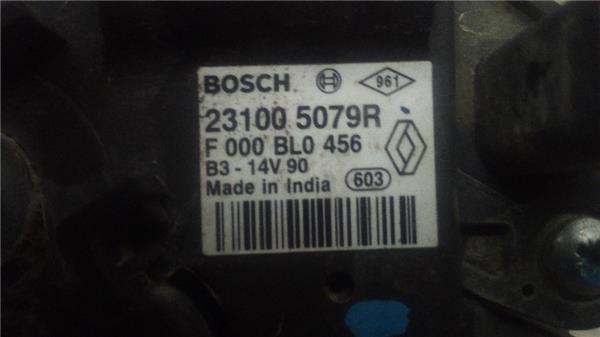 BOSCH 961
23100 5079R
F 000 BL0 456
B3 - 14V 90
Made in India 603